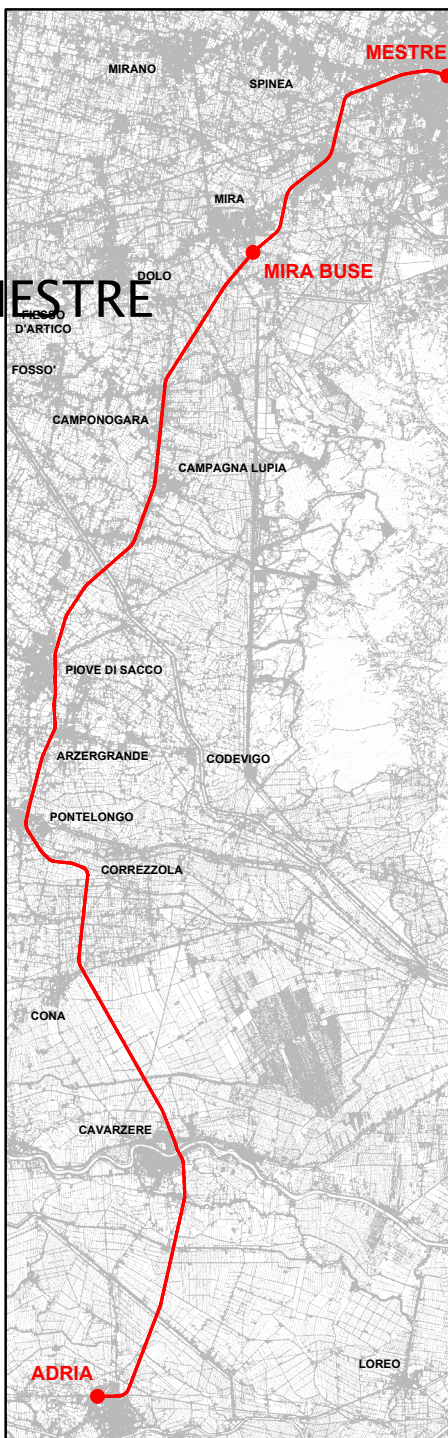 MESTRE
MIRANO
SPINEA
MIRA
MIRA BUSE
DOLO
MESTRE
FIESSO
D'ARTICO
FOSSO'
CAMPONOGARA
CAMPAGNA LUPIA
PIOVE DI SACCO
ARZERGRANDE
CODEVIGO
PONTELONGO
CORREZZOLA
CONA
CAVARZERE
LOREO
ADRIA